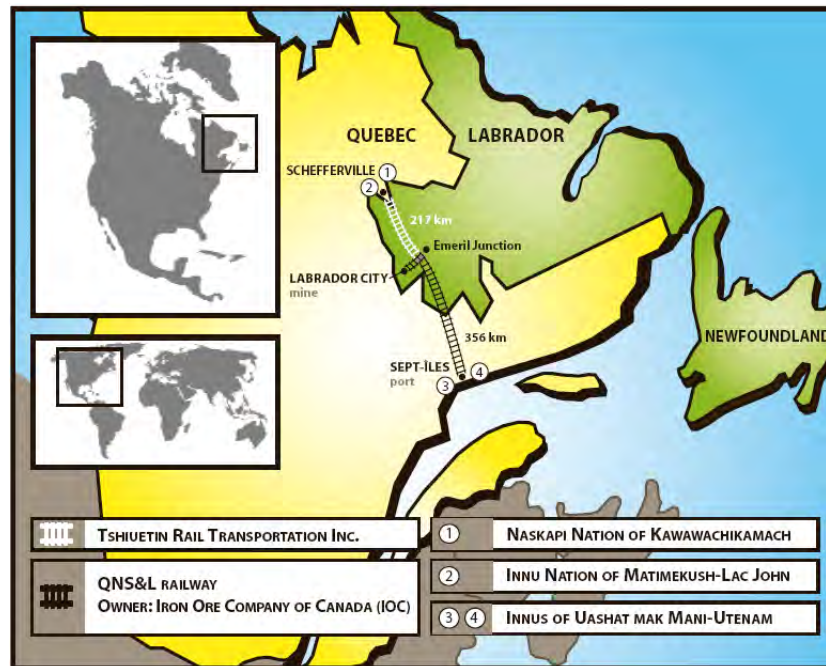 QUEBEC
LABRADOR
SCHEFFERVILLE
1
2
217 km
Emeril Junction
LABRADOR CITY
mine
356 km
NEWFOUNDLAND
SEPT-ÎLES
port
3
4
TSHIUETIN RAIL TRANSPORTATION INC.
QNS&L RAILWAY
OWNER: IRON ORE COMPANY OF CANADA (IOC)
1 NASKAPI NATION OF KAWAWACHIKAMACH
2 INNU NATION OF MATIMEKUSH-LAC JOHN
3 4 INNUS OF UASHAT MAK MANI-UTENAM